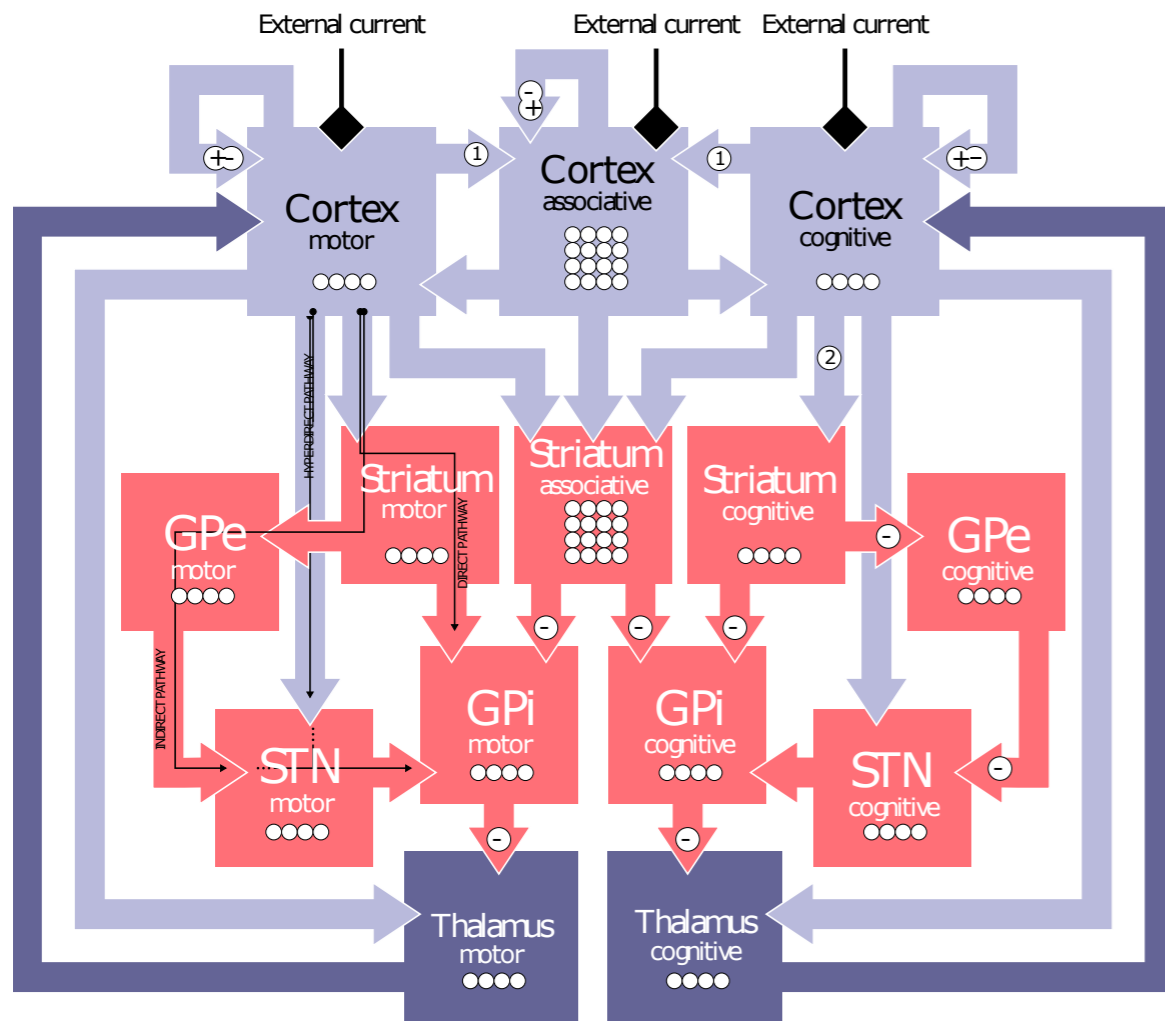 External current
External current
External current
-
+
+-
1
1
+-
Cortex
motor
Cortex
associative
Cortex
cognitive
2
HYPERDIRECT PATHWAY
Striatum
motor
Striatum
associative
Striatum
cognitive
DIRECT PATHWAY
GPe
motor
-
GPe
cognitive
-
-
-
INDIRECT PATHWAY
GPi
motor
GPi
cognitive
STN
motor
STN
cognitive
-
-
-
Thalamus
motor
Thalamus
cognitive